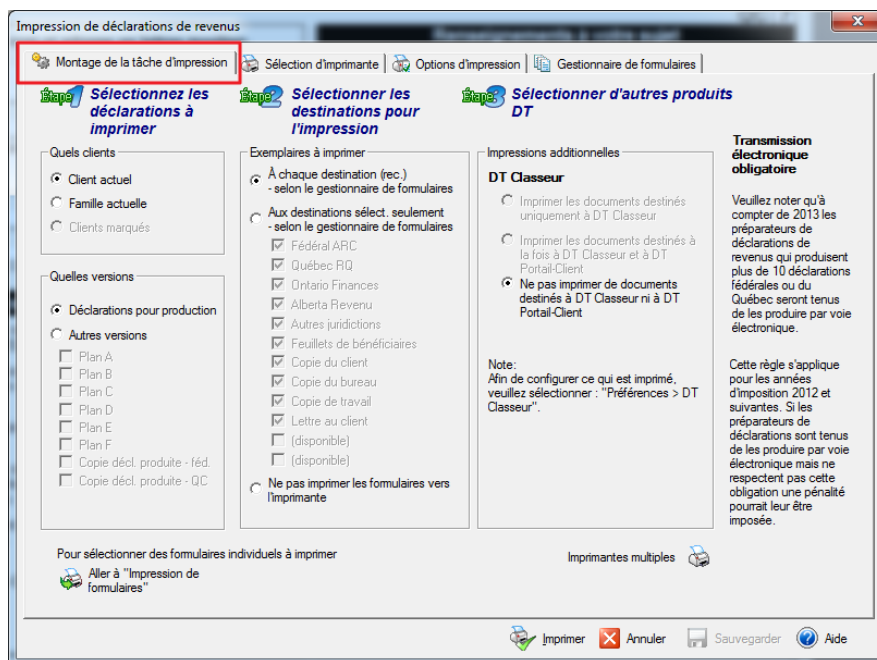 Impression de déclarations de revenus
Montage de la tâche d'impression
Sélection d'imprimante
Options d'impression
Gestionnaire de formulaires
Étape 1
Sélectionnez les
déclarations à
imprimer
Quels clients
Client actuel
Famille actuelle
Clients marqués
Quelles versions
Déclarations pour production
Autres versions
Plan A
Plan B
Plan C
Plan D
Plan E
Plan F
Copie décl. produite - féd.
Copie décl. produite - QC
Étape 2
Sélectionner les
destinations pour
l'impression
Exemplaires à imprimer
À chaque destination (rec.)
- selon le gestionnaire de formulaires
Aux destinations sélect. seulement
- selon le gestionnaire de formulaires
Fédéral ARC
Québec RQ
Ontario Finances
Alberta Revenu
Autres juridictions
Feuillets de bénéficiaires
Copie du client
Copie du bureau
Copie de travail
Lettre au client
(disponible)
(disponible)
Ne pas imprimer les formulaires vers
l'imprimante
Étape 3
Sélectionner d'autres produits
DT
Impressions additionnelles
DT Classeur
Imprimer les documents destinés
uniquement à DT Classeur
Imprimer les documents destinés à
la fois à DT Classeur et à DT
Portail-Client
Ne pas imprimer de documents
destinés à DT Classeur ni à DT
Portail-Client
Note:
Afin de configurer ce qui est imprimé,
veuillez sélectionner : "Préférences > DT
Classeur".
Transmission
électronique
obligatoire
Veuillez noter qu'à
compter de 2013 les
préparateurs de
déclarations de
revenus qui produisent
plus de 10 déclarations
fédérales ou du
Québec seront tenus
de les produire par voie
électronique.
Cette règle s'applique
pour les années
d'imposition 2012 et
suivantes. Si les
préparateurs de
déclarations sont tenus
de les produire par voie
électronique mais ne
respectent pas cette
obligation une pénalité
pourrait leur être
imposée.
Pour sélectionner des formulaires individuels à imprimer
Aller à "Impression de
formulaires"
Imprimantes multiples
Imprimer
Annuler
Sauvegarder
Aide